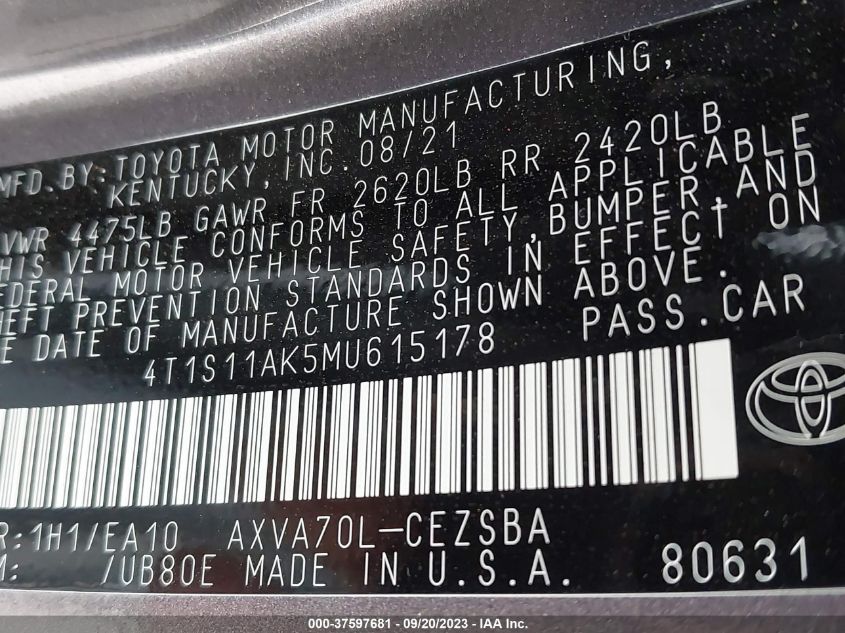 MFD. BY: TOYOTA MOTOR MANUFACTURING,
KENTUCKY, INC. 08/21
VWR 4475LB GAWR FR 2620LB RR 2420LB
HIS VEHICLE CONFORMS TO ALL APPLICABLE
EDERAL MOTOR VEHICLE SAFETY, BUMPER, AND
HEFT PREVENTION STANDARDS IN EFFECT ON
E DATE OF MANUFACTURE SHOWN ABOVE.
4T1S11AK5MU615178 PASS. CAR
R: 1H1/EA10 AXVA70L-CEZSBA
M: /UB80E MADE IN U.S.A. 80631
000-37597681 - 09/20/2023 - IAA Inc.